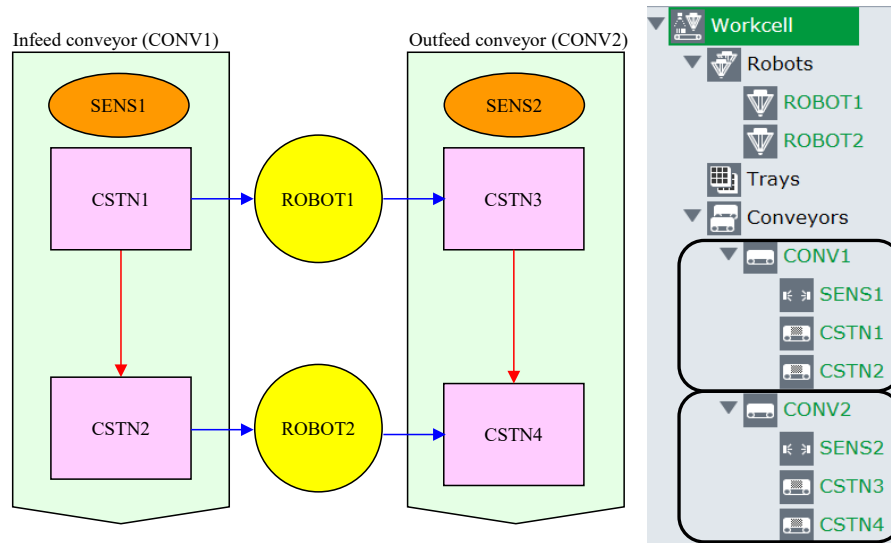 Infeed conveyor (CONV1)
Outfeed conveyor (CONV2)
SENS1
SENS2
CSTN1
ROBOT1
CSTN3
CSTN2
ROBOT2
CSTN4
Workcell
Robots
ROBOT1
ROBOT2
Trays
Conveyors
CONV1
SENS1
CSTN1
CSTN2
CONV2
SENS2
CSTN3
CSTN4